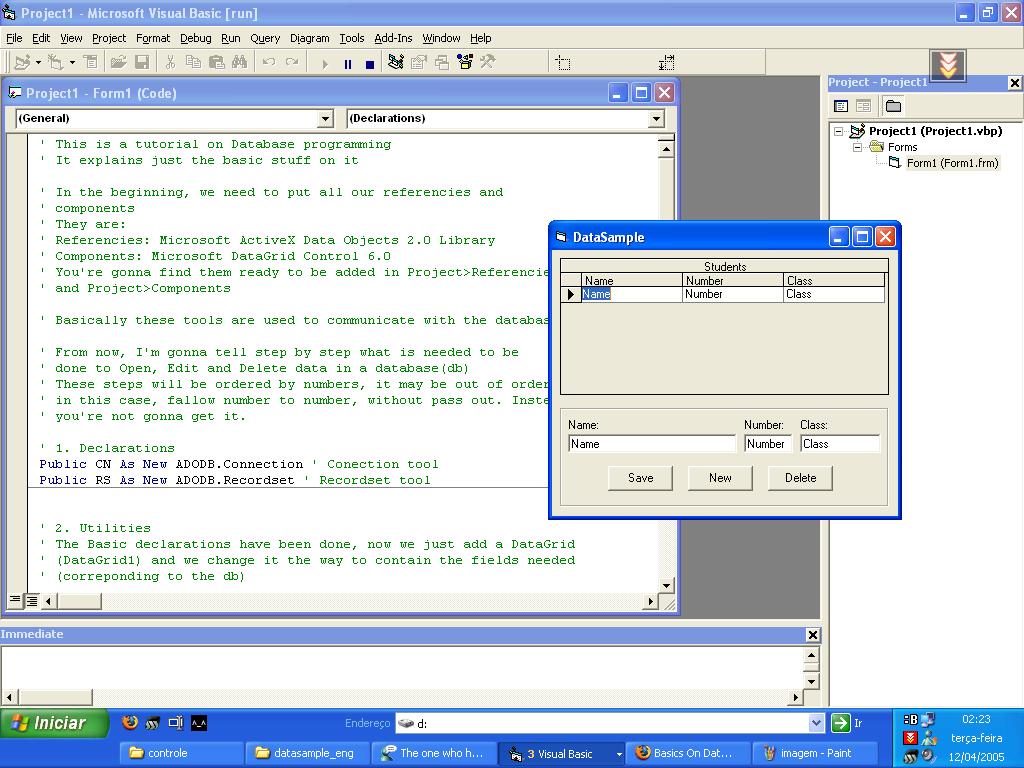 Project1 - Microsoft Visual Basic [run]
File Edit View Project Format Debug Run Query Diagram Tools Add-Ins Window Help
Project1 - Form1 (Code)
(General) (Declarations)
' This is a tutorial on Database programming
' It explains just the basic stuff on it
' In the beginning, we need to put all our referencies and
' components
' They are:
' Referencies: Microsoft ActiveX Data Objects 2.0 Library
' Components: Microsoft DataGrid Control 6.0
' You're gonna find them ready to be added in Project>Referencie
' and Project>Components
' Basically these tools are used to communicate with the databas
' From now, I'm gonna tell step by step what is needed to be
' done to Open, Edit and Delete data in a database(db)
' These steps will be ordered by numbers, it may be out of order
' in this case, fallow number to number, without pass out. Inste
' you're not gonna get it.
' 1. Declarations
Public CN As New ADODB.Connection ' Conection tool
Public RS As New ADODB.Recordset ' Recordset tool
' 2. Utilities
' The Basic declarations have been done, now we just add a DataGrid
' (DataGrid1) and we change it the way to contain the fields needed
' (correponding to the db)
DataSample
Students
Name Number Class
Name Number Class
Name: Number: Class:
Name Number Class
Save New Delete
Project - Project1
Project1 (Project1.vbp)
Forms
Form1 (Form1.frm)
Immediate
Iniciar
Endereço d: Ir
controle datasample_eng The one who h... 3 Visual Basic Basics On Dat... imagem - Paint
02:23
terça-feira
12/04/2005